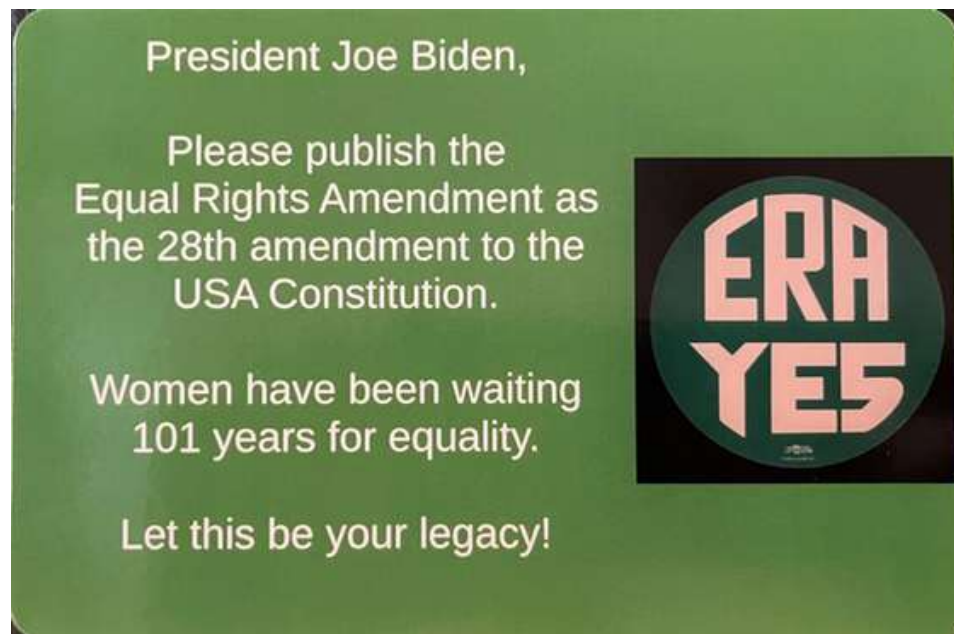 President Joe Biden,
Please publish the
Equal Rights Amendment as
the 28th amendment to the
USA Constitution.
Women have been waiting
101 years for equality.
Let this be your legacy!
ERA
YES